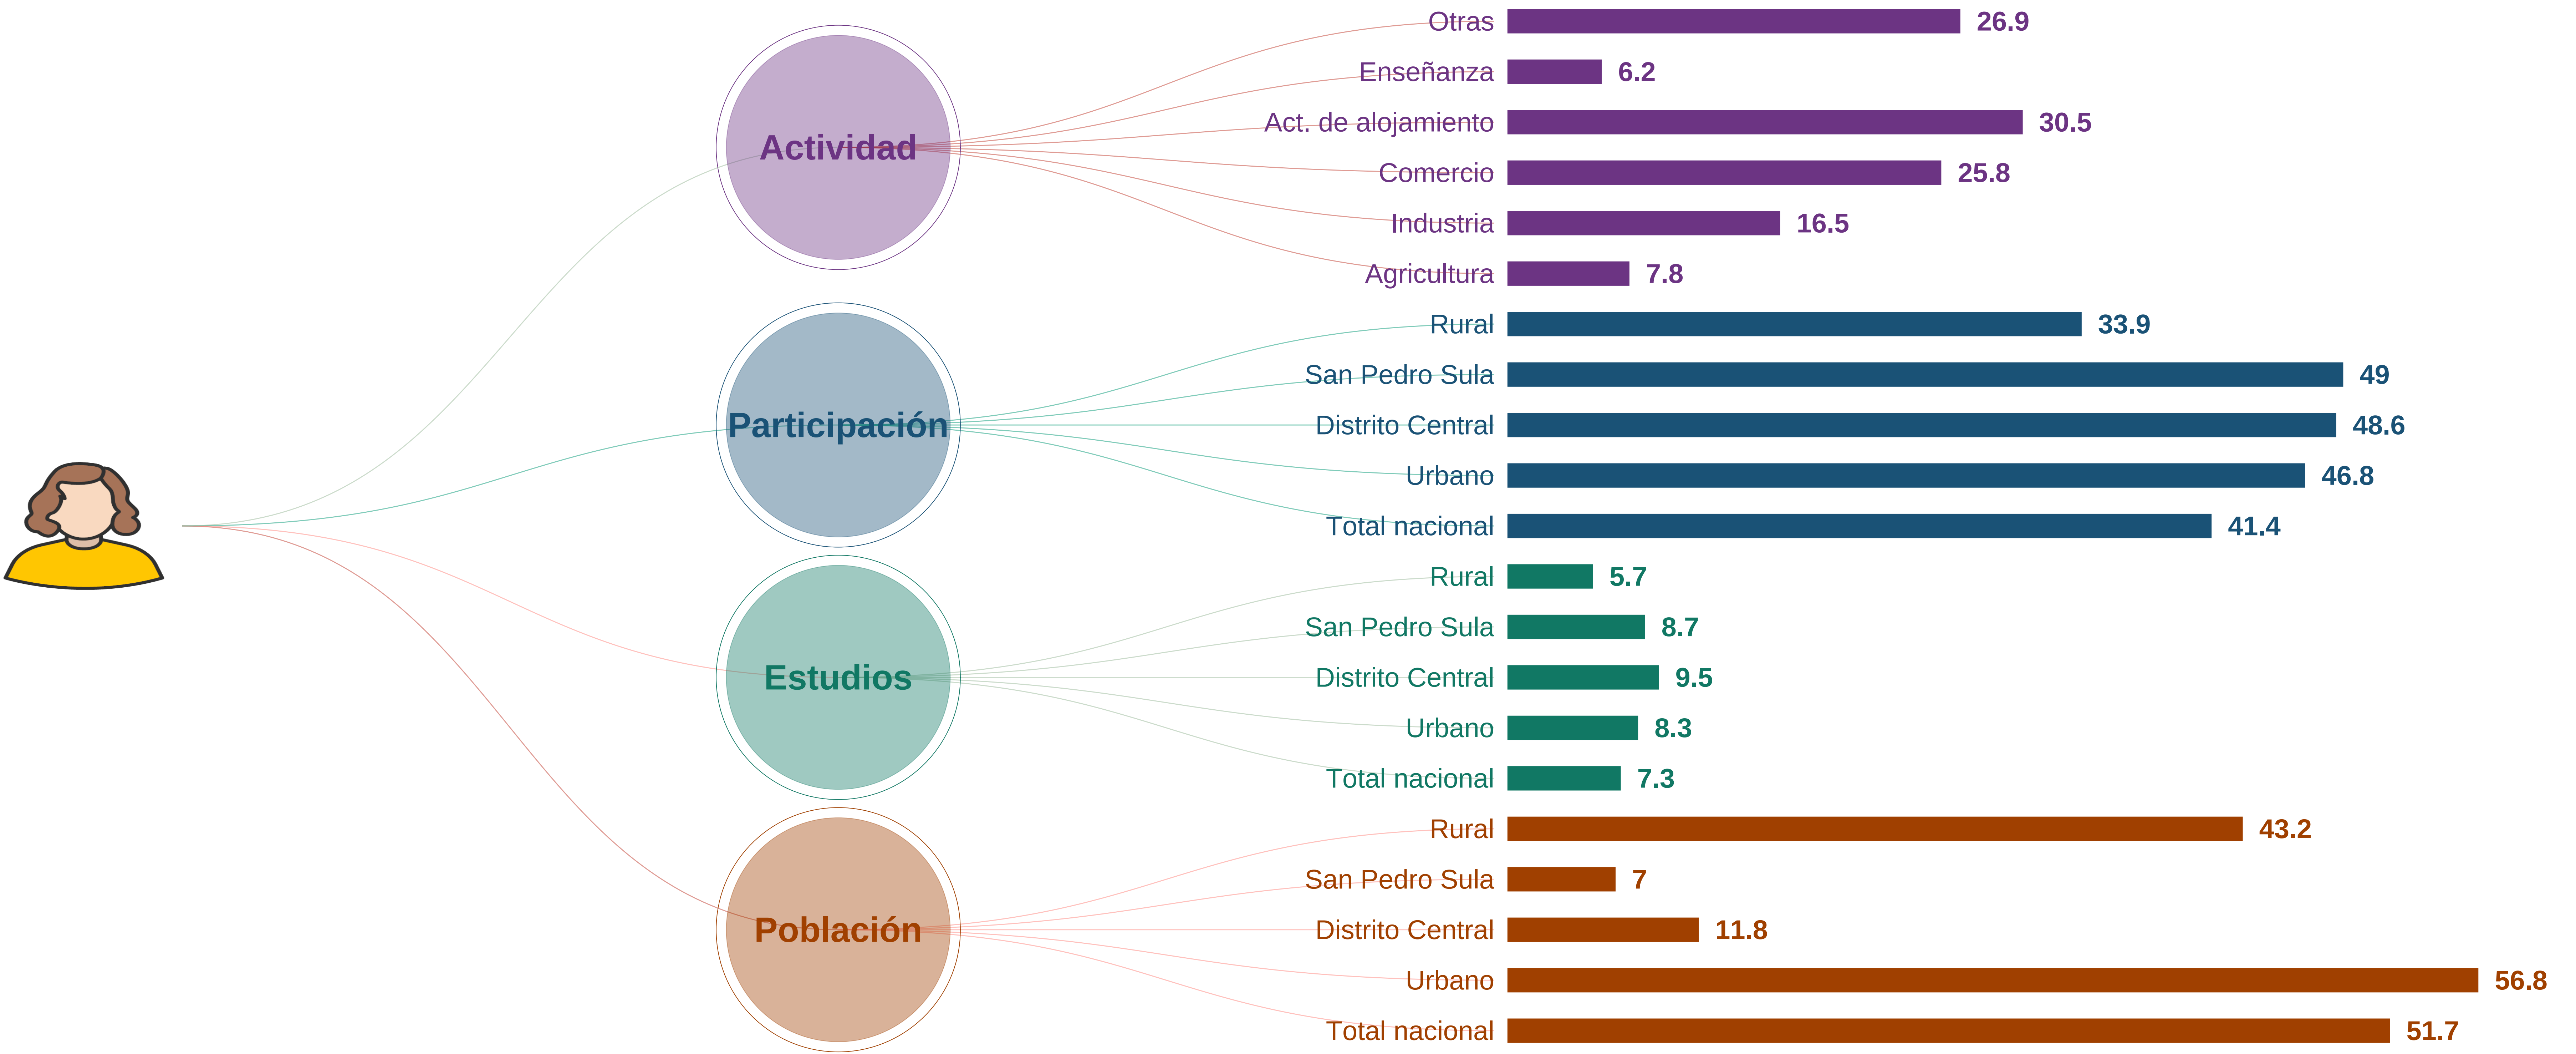 Actividad
Otras 26.9
Enseñanza 6.2
Act. de alojamiento 30.5
Comercio 25.8
Industria 16.5
Agricultura 7.8
Participación
Rural 33.9
San Pedro Sula 49
Distrito Central 48.6
Urbano 46.8
Total nacional 41.4
Estudios
Rural 5.7
San Pedro Sula 8.7
Distrito Central 9.5
Urbano 8.3
Total nacional 7.3
Población
Rural 43.2
San Pedro Sula 7
Distrito Central 11.8
Urbano 56.8
Total nacional 51.7